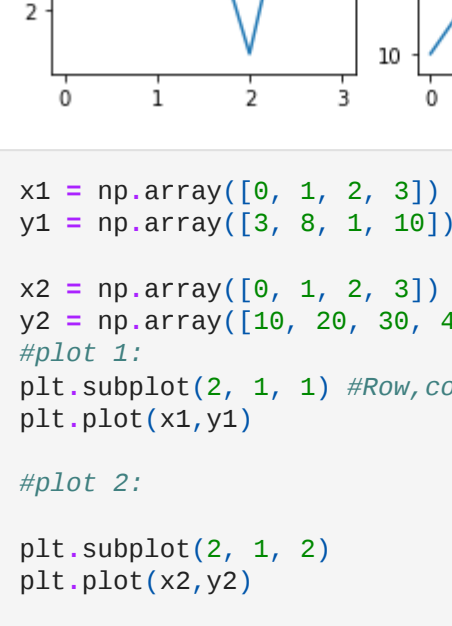 2
10
0 1 2 3 0
x1 = np.array([0, 1, 2, 3])
y1 = np.array([3, 8, 1, 10])
x2 = np.array([0, 1, 2, 3])
y2 = np.array([10, 20, 30, 4
#plot 1:
plt.subplot(2, 1, 1) #Row,co
plt.plot(x1,y1)
#plot 2:
plt.subplot(2, 1, 2)
plt.plot(x2,y2)